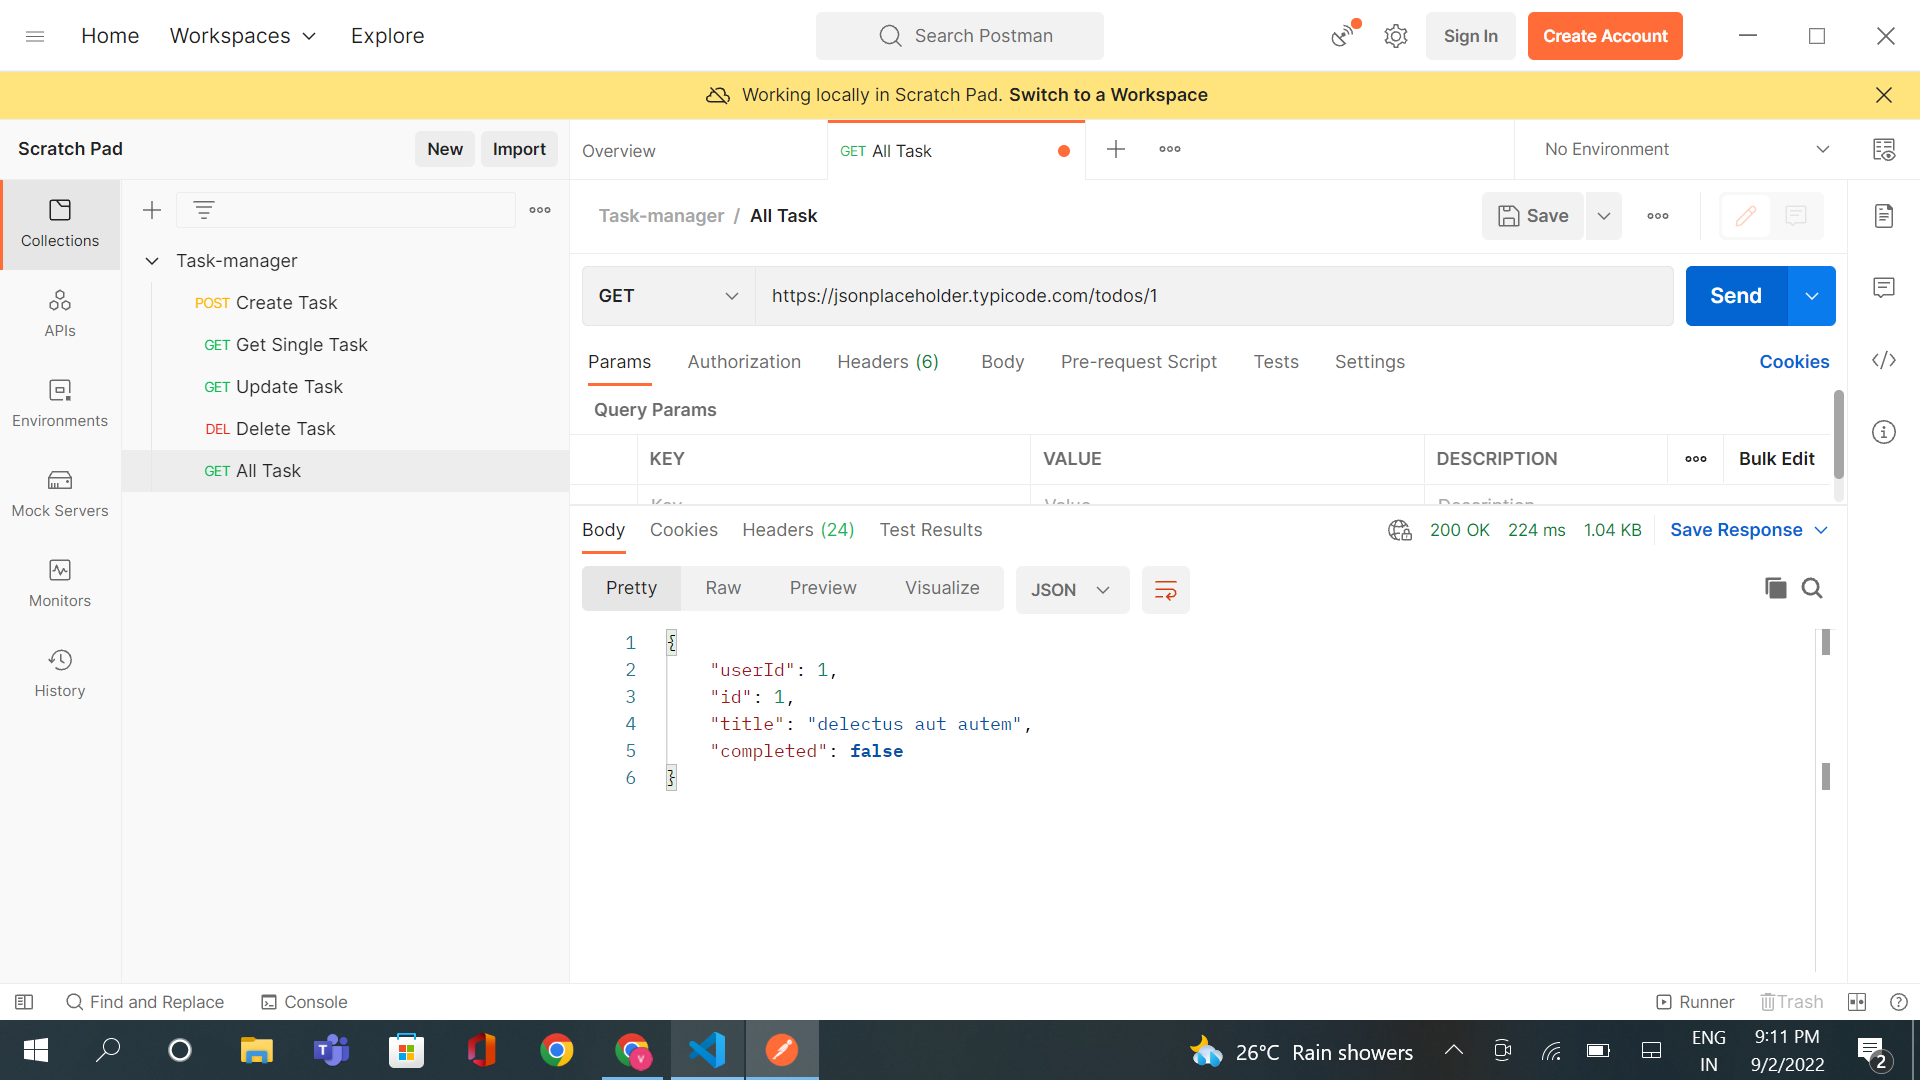 Home Workspaces Explore Search Postman Sign In Create Account
Working locally in Scratch Pad. Switch to a Workspace
Scratch Pad New Import Overview GET All Task No Environment
Task-manager / All Task Save
Collections
Task-manager
POST Create Task
GET Get Single Task
GET Update Task
DEL Delete Task
GET All Task
APIs
Environments
Mock Servers
Monitors
History
GET https://jsonplaceholder.typicode.com/todos/1 Send
Params Authorization Headers (6) Body Pre-request Script Tests Settings Cookies
Query Params
KEY VALUE DESCRIPTION Bulk Edit
Key Value Description
Body Cookies Headers (24) Test Results 200 OK 224 ms 1.04 KB Save Response
Pretty Raw Preview Visualize JSON
1 {
2 "userId": 1,
3 "id": 1,
4 "title": "delectus aut autem",
5 "completed": false
6 }
Find and Replace Console Runner Trash
26°C Rain showers
ENG
IN
9:11 PM
9/2/2022
2
V